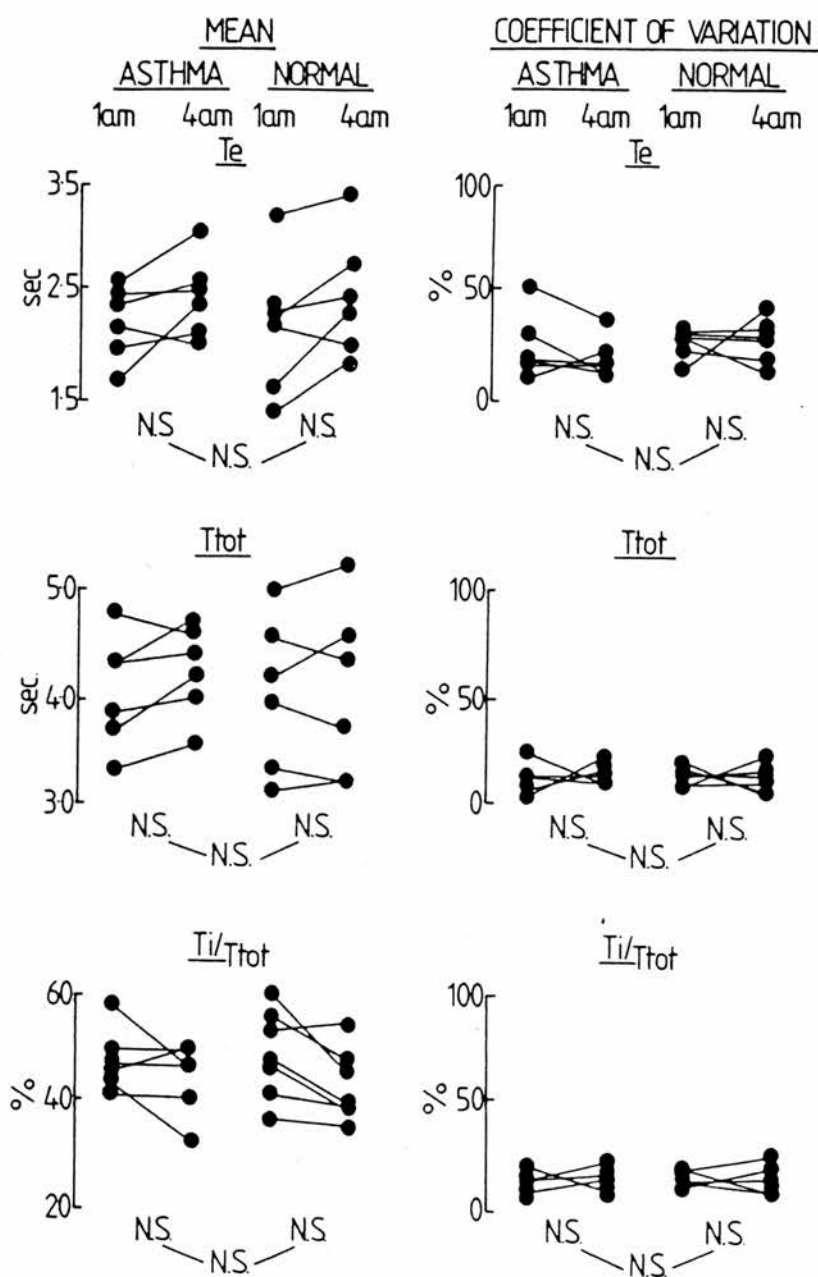 MEAN COEFFICIENT OF VARIATION
ASTHMA NORMAL ASTHMA NORMAL
1am 4am 1am 4am 1am 4am 1am 4am
Te Te
3·5 100
sec 2·5 % 50
1·5 0
N.S N.S. N.S. N.S.
N.S. N.S.
Ttot Ttot
5·0 100
sec. 4·0 % 50
3·0 0
N.S. N.S. N.S. N.S.
N.S. N.S.
Ti/Ttot Ti/Ttot
60 100
% 40 % 50
20 0
N.S. N.S. N.S. N.S.
N.S. N.S.